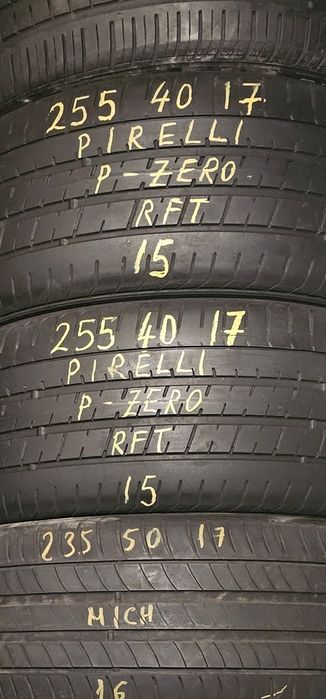 255 40 17
PIRELLI
P-ZERO
RFT
15
255 40 17
PIRELLI
P-ZERO
RFT
15
235 50 17
MICH
16